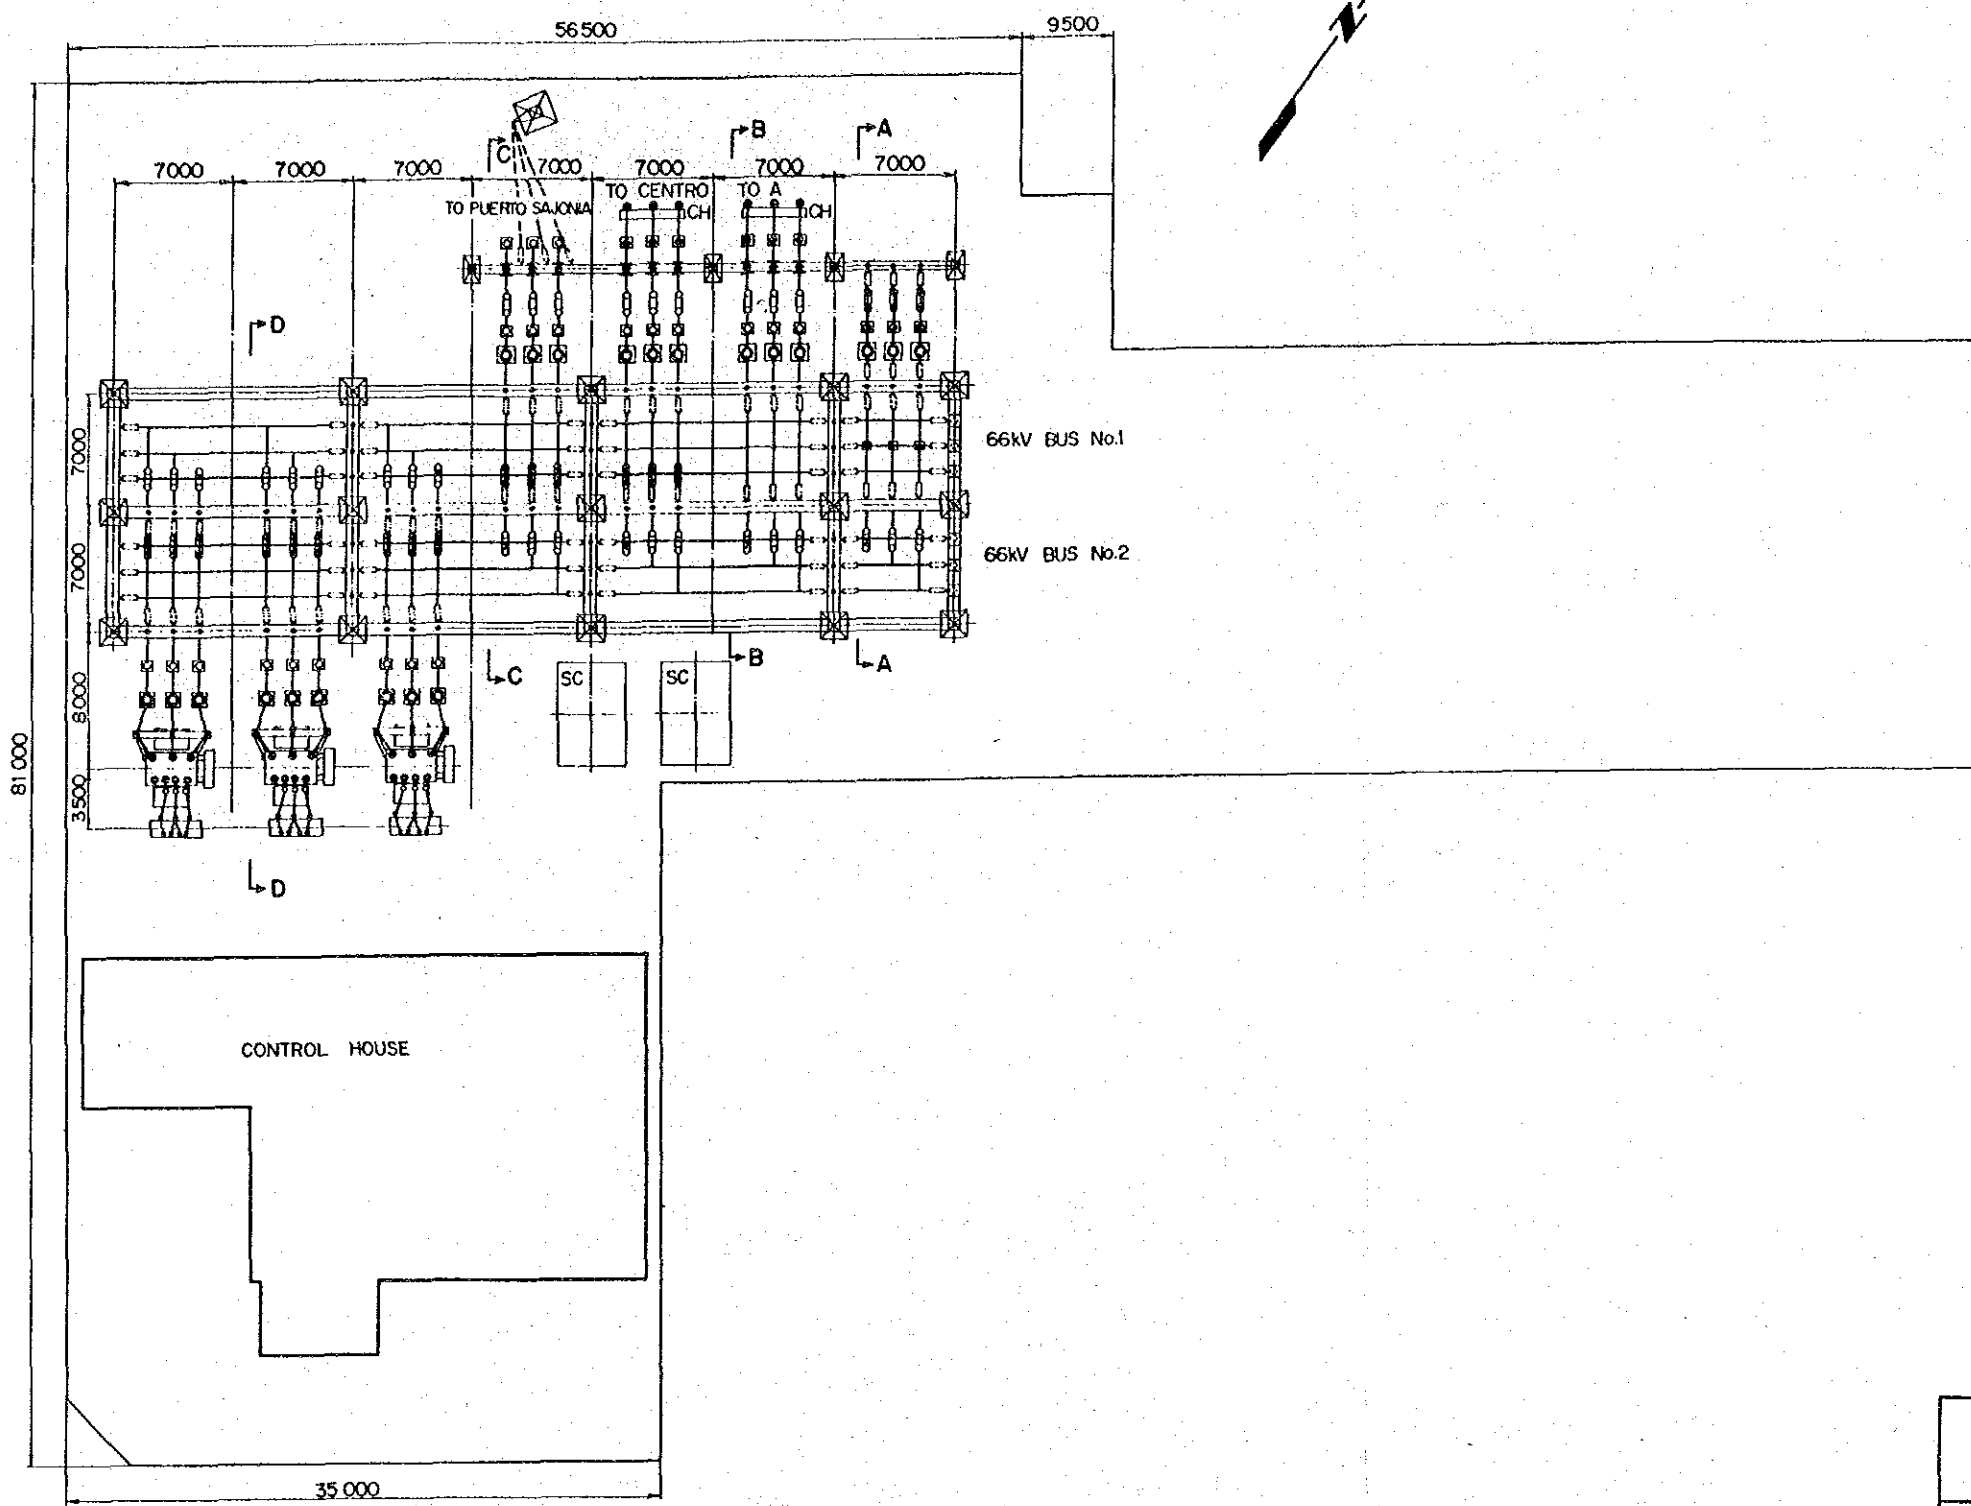 56500
9500
N
B
A
C
7000
7000
7000
7000
7000
7000
7000
TO CENTRO
TO A
TO PUERTO SAJONIA
CH
CH
D
7000
66kV BUS No.1
7000
66kV BUS No.2
C
B
A
SC
SC
8000
81000
3500
D
CONTROL HOUSE
35000